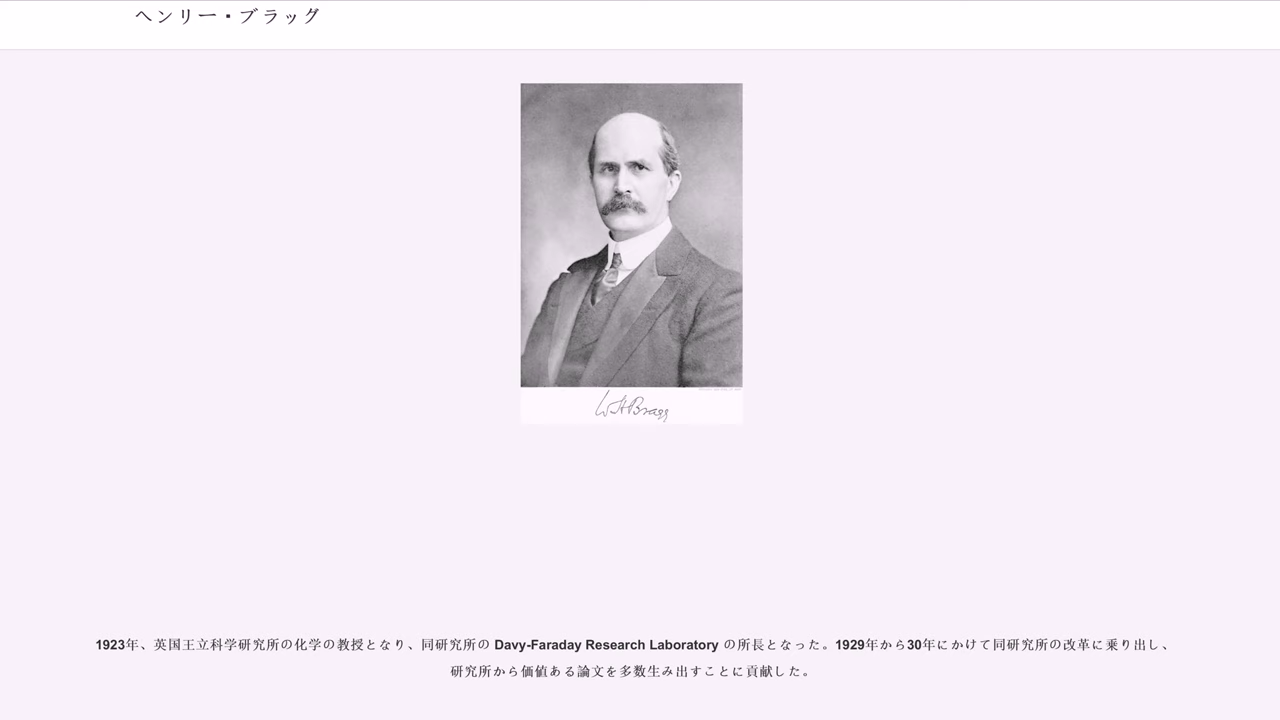 ヘンリー・ブラッグ
W H Bragg
1923年、英国王立科学研究所の化学の教授となり、同研究所の Davy-Faraday Research Laboratory の所長となった。1929年から30年にかけて同研究所の改革に乗り出し、
研究所から価値ある論文を多数生み出すことに貢献した。